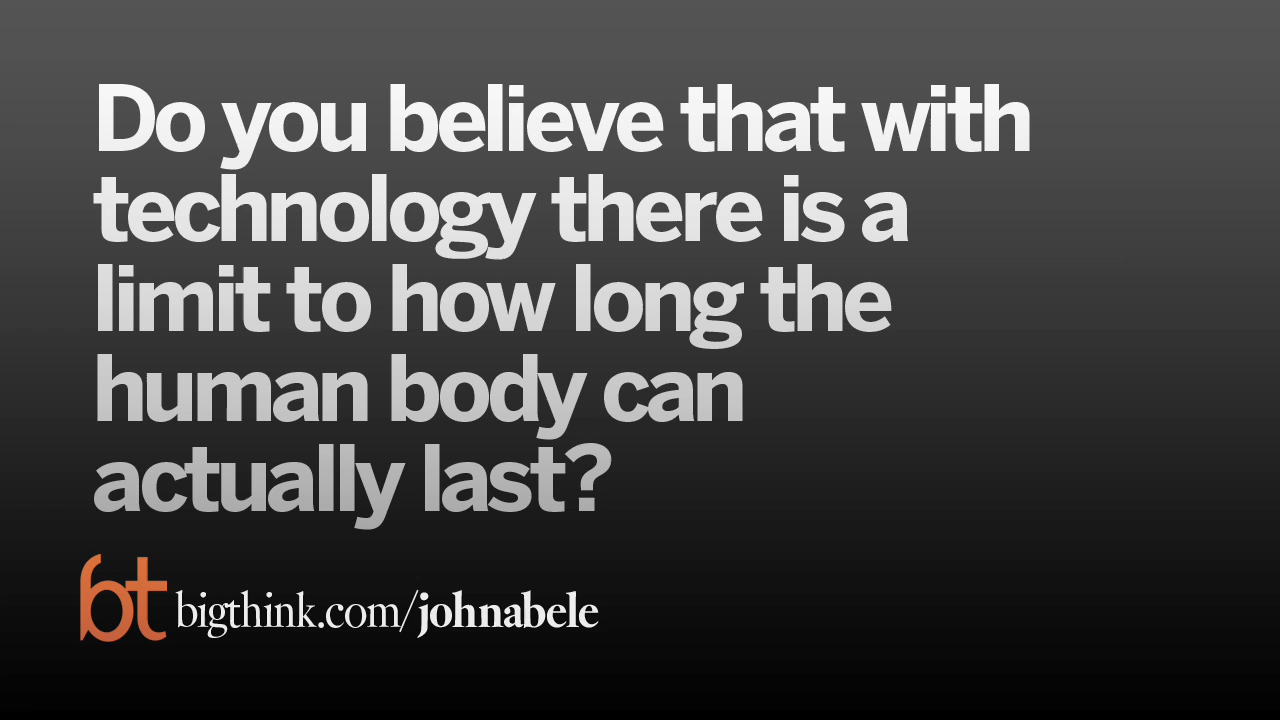 Do you believe that with
technology there is a
limit to how long the
human body can
actually last?
bt bigthink.com/johnabele